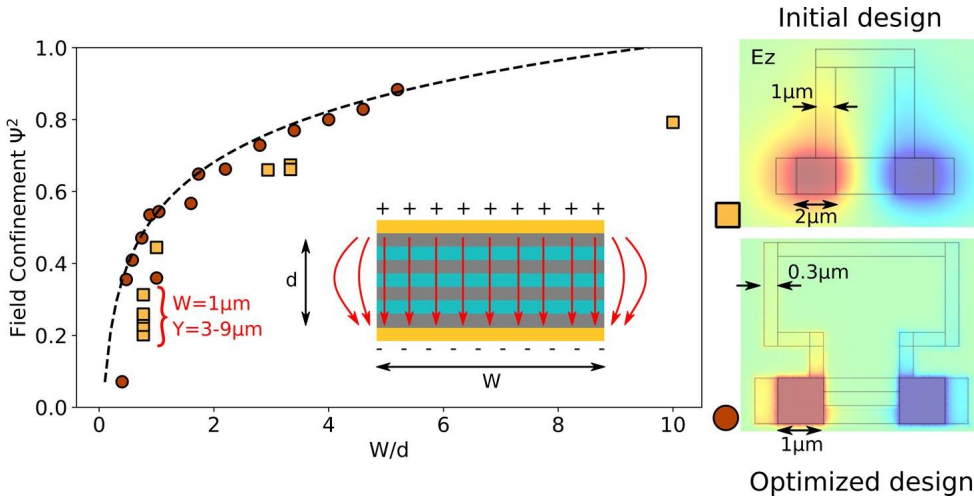 Initial design
Ez
1μm
2μm
0.3μm
1μm
Optimized design
Field Confinement Ψ²
1.0
0.8
0.6
0.4
0.2
0.0
0
2
4
6
8
10
W/d
W=1μm
Y=3-9μm
+ + + + + + + + +
d
- - - - - - - - -
W